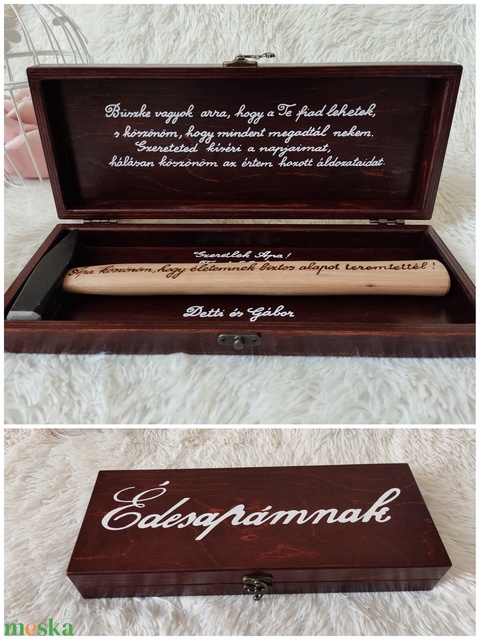 Büszke vagyok arra, hogy a Te fiad lehetek,
s köszönöm, hogy mindent megadtál nekem.
Szereteted kíséri a napjaimat,
hálásan köszönöm az értem hozott áldozataidat
Szeretlek Apa!
Apa köszönöm, hogy életemnek biztos alapot teremtettél!
Detti és Gábor
Édesapámnak
meska